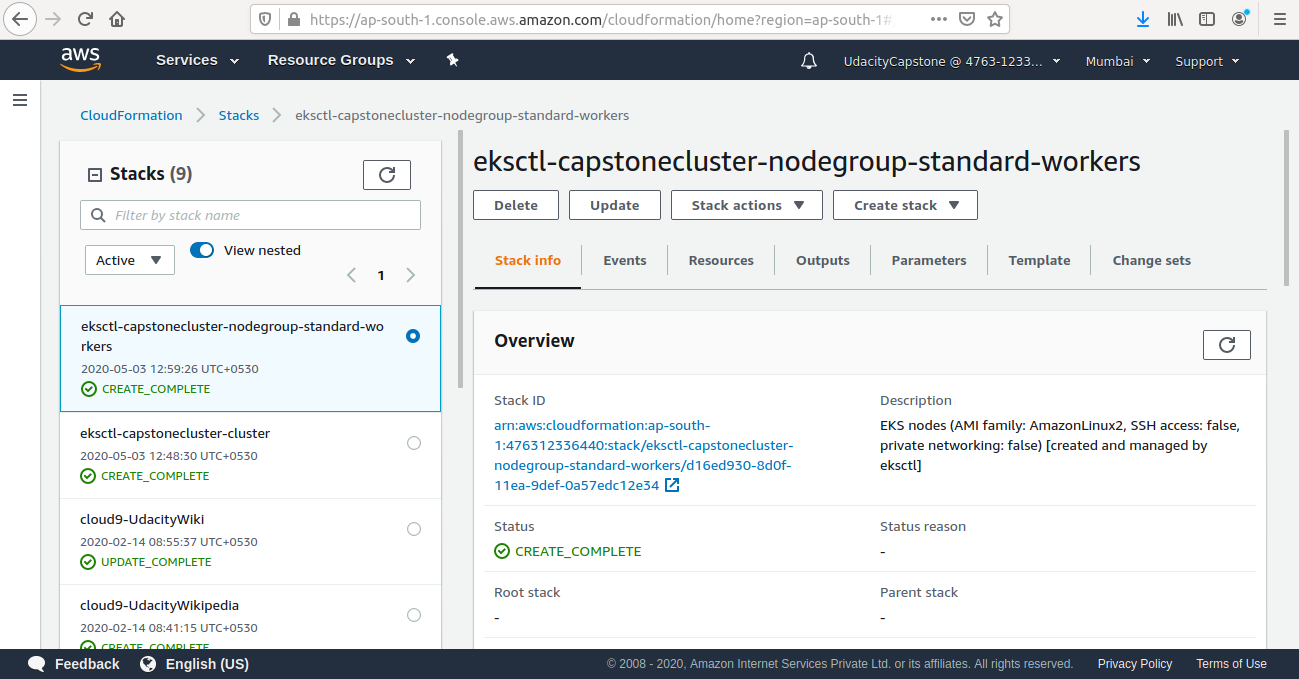 https://ap-south-1.console.aws.amazon.com/cloudformation/home?region=ap-south-1#
aws
Services
Resource Groups
UdacityCapstone @ 4763-1233...
Mumbai
Support
CloudFormation
Stacks
eksctl-capstonecluster-nodegroup-standard-workers
Stacks (9)
Filter by stack name
Active
View nested
1
eksctl-capstonecluster-nodegroup-standard-wo
rkers
2020-05-03 12:59:26 UTC+0530
CREATE_COMPLETE
eksctl-capstonecluster-cluster
2020-05-03 12:48:30 UTC+0530
CREATE_COMPLETE
cloud9-UdacityWiki
2020-02-14 08:55:37 UTC+0530
UPDATE_COMPLETE
cloud9-UdacityWikipedia
2020-02-14 08:41:15 UTC+0530
CREATE_COMPLETE
eksctl-capstonecluster-nodegroup-standard-workers
Delete
Update
Stack actions
Create stack
Stack info
Events
Resources
Outputs
Parameters
Template
Change sets
Overview
Stack ID
arn:aws:cloudformation:ap-south-
1:476312336440:stack/eksctl-capstonecluster-
nodegroup-standard-workers/d16ed930-8d0f-
11ea-9def-0a57edc12e34
Description
EKS nodes (AMI family: AmazonLinux2, SSH access: false,
private networking: false) [created and managed by
eksctl]
Status
CREATE_COMPLETE
Status reason
-
Root stack
-
Parent stack
-
Feedback
English (US)
© 2008 - 2020, Amazon Internet Services Private Ltd. or its affiliates. All rights reserved.
Privacy Policy
Terms of Use